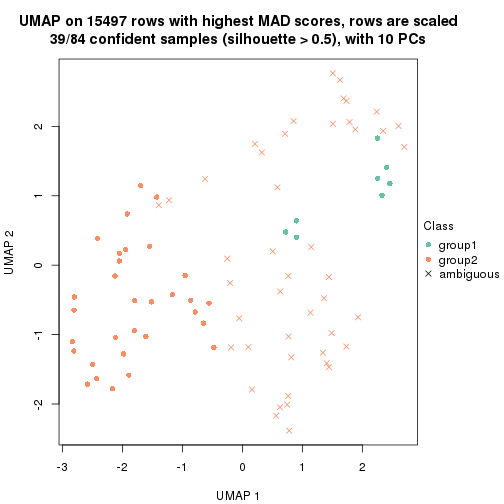 UMAP on 15497 rows with highest MAD scores, rows are scaled
39/84 confident samples (silhouette > 0.5), with 10 PCs
UMAP 2
2
1
0
-1
-2
-3
-2
-1
0
1
2
UMAP 1
Class
group1
group2
ambiguous